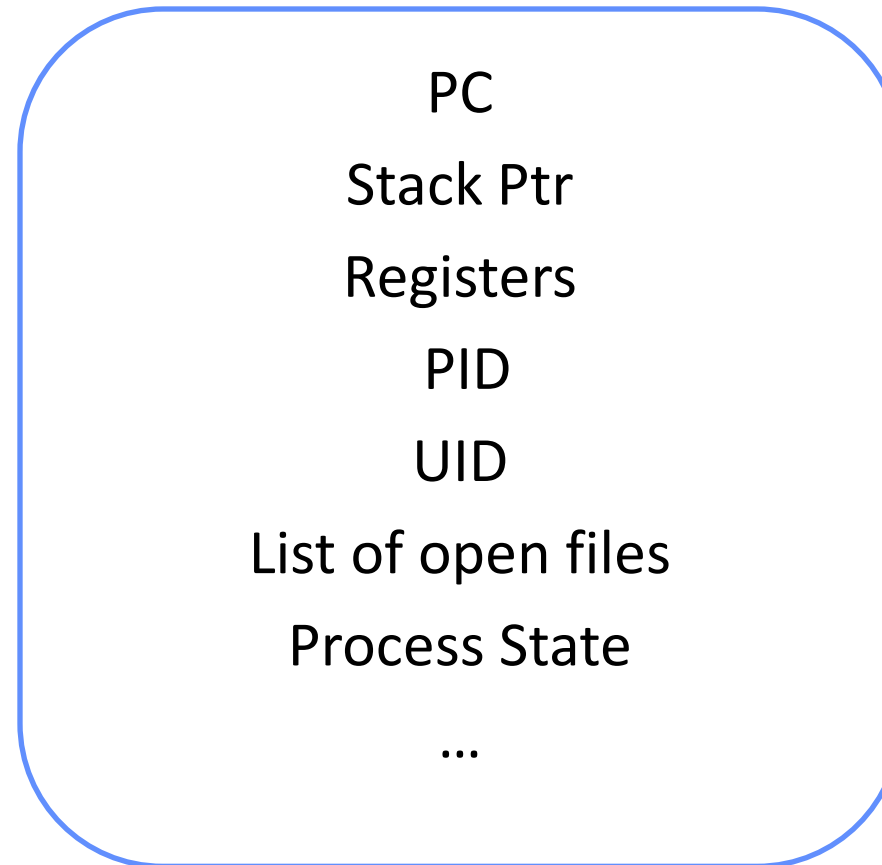 PC
Stack Ptr
Registers
PID
UID
List of open files
Process State
...